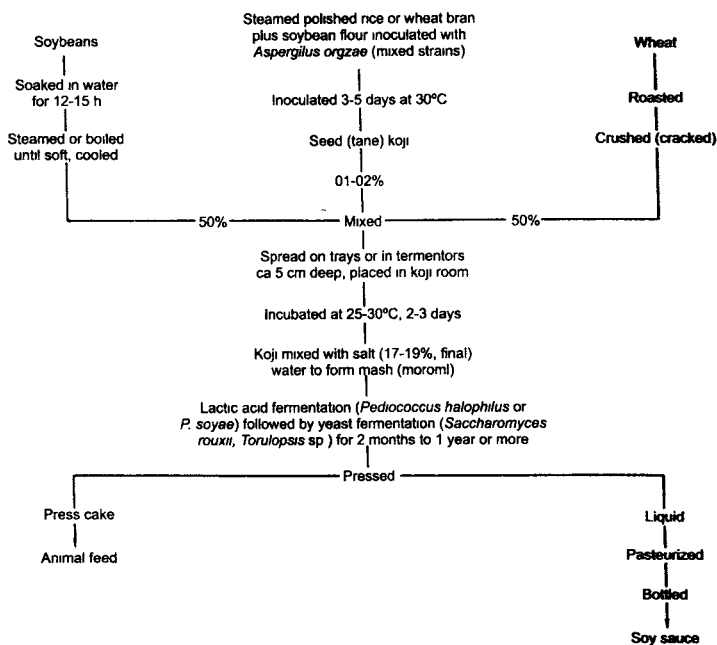 Soybeans
Soaked in water
for 12-15 h
Steamed or boiled
until soft, cooled
Steamed polished rice or wheat bran
plus soybean flour inoculated with
Aspergilus orgzae (mixed strains)
Inoculated 3-5 days at 30ºC
Seed (tane) koji
01-02%
Wheat
Roasted
Crushed (cracked)
50%
Mixed
50%
Spread on trays or in termentors
ca 5 cm deep, placed in koji room
Incubated at 25-30ºC, 2-3 days
Koji mixed with salt (17-19%, final)
water to form mash (moromI)
Lactic acid fermentation (Pediococcus halophilus or
P. soyae) followed by yeast fermentation (Saccharomyces
rouxii, Torulopsis sp ) for 2 months to 1 year or more
Pressed
Press cake
Animal feed
Liquid
Pasteurized
Bottled
Soy sauce